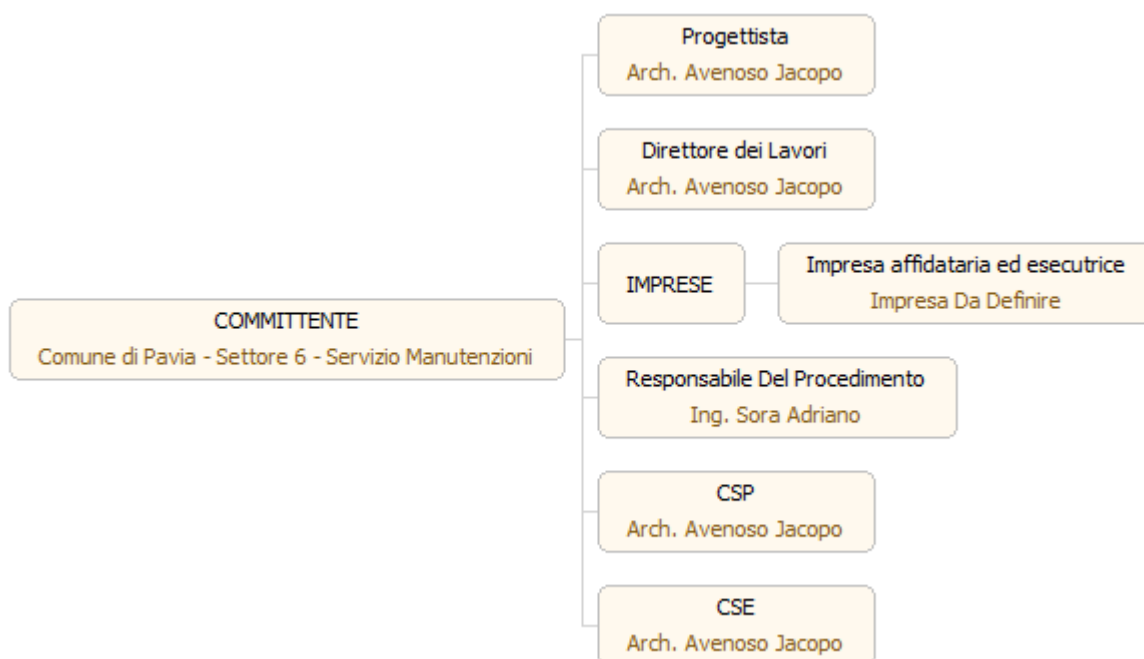 COMMITTENTE
Comune di Pavia - Settore 6 - Servizio Manutenzioni
Progettista
Arch. Avenoso Jacopo
Direttore dei Lavori
Arch. Avenoso Jacopo
IMPRESE
Impresa affidataria ed esecutrice
Impresa Da Definire
Responsabile Del Procedimento
Ing. Sora Adriano
CSP
Arch. Avenoso Jacopo
CSE
Arch. Avenoso Jacopo